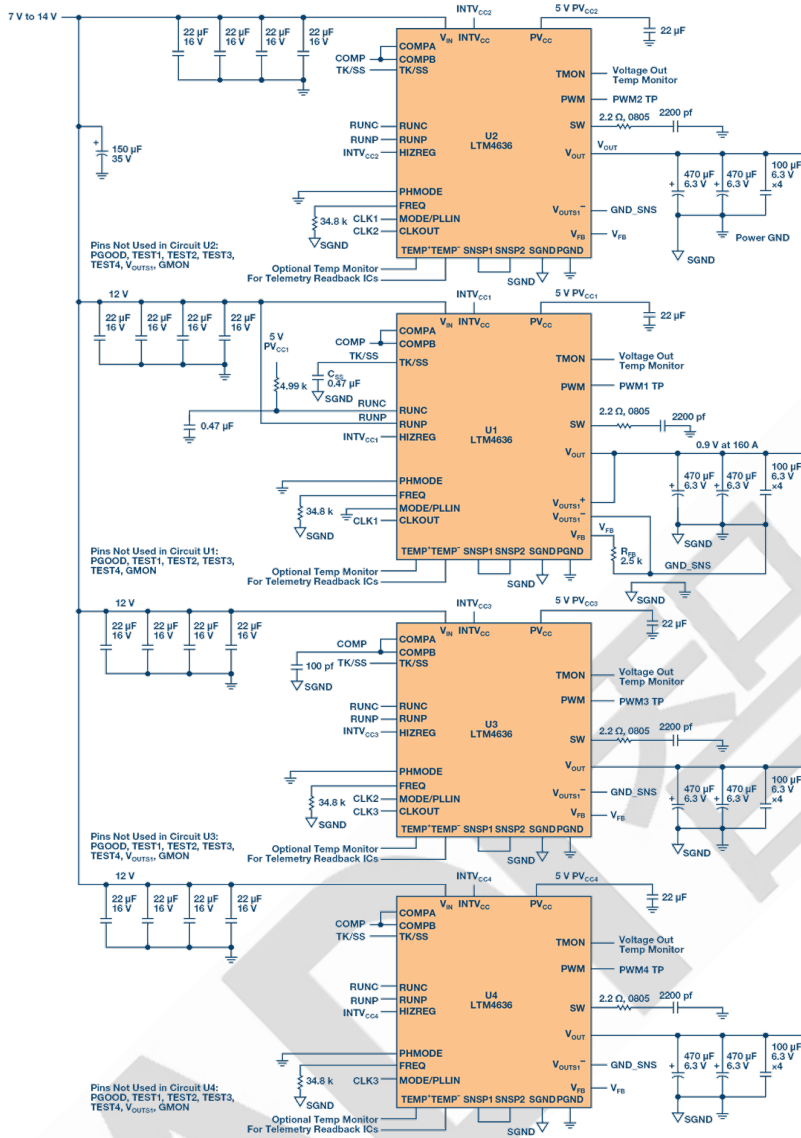 7 V to 14 V
22 µF
16 V
22 µF
16 V
22 µF
16 V
22 µF
16 V
INTVCC2
5 V PVCC2
22 µF
VIN
INTVCC
PVCC
COMP
COMPA
COMPB
TK/SS
TK/SS
TMON
Voltage Out
Temp Monitor
PWM
PWM2 TP
2.2 Ω, 0805
2200 pf
SW
150 µF
35 V
RUNC
RUNC
RUNP
RUNP
INTVCC2
HIZREG
U2
LTM4636
VOUT
VOUT
470 µF
6.3 V
470 µF
6.3 V
100 µF
6.3 V
×4
PHMODE
FREQ
34.8 k
SGND
CLK1
MODE/PLLIN
CLK2
CLKOUT
VOUTS1−
GND_SNS
VFB
VFB
Power GND
SGND
Pins Not Used in Circuit U2:
PGOOD, TEST1, TEST2, TEST3,
TEST4, VOUTS1, GMON
TEMP+
TEMP−
SNSP1
SNSP2
SGND
PGND
Optional Temp Monitor
For Telemetry Readback ICs
SGND
12 V
22 µF
16 V
22 µF
16 V
22 µF
16 V
22 µF
16 V
INTVCC1
5 V PVCC1
22 µF
VIN
INTVCC
PVCC
5 V
PVCC1
COMP
COMPA
COMPB
TK/SS
TK/SS
CSS
0.47 µF
SGND
4.99 k
TMON
Voltage Out
Temp Monitor
PWM
PWM1 TP
2.2 Ω, 0805
2200 pf
SW
0.47 µF
RUNC
RUNC
RUNP
RUNP
INTVCC1
HIZREG
U1
LTM4636
VOUT
0.9 V at 160 A
470 µF
6.3 V
470 µF
6.3 V
100 µF
6.3 V
×4
PHMODE
FREQ
34.8 k
SGND
MODE/PLLIN
CLK1
CLKOUT
VOUTS1+
VOUTS1−
VFB
VFB
RFB
2.5 k
GND_SNS
SGND
SGND
Pins Not Used in Circuit U1:
PGOOD, TEST1, TEST2, TEST3,
TEST4, GMON
TEMP+
TEMP−
SNSP1
SNSP2
SGND
PGND
Optional Temp Monitor
For Telemetry Readback ICs
SGND
12 V
22 µF
16 V
22 µF
16 V
22 µF
16 V
22 µF
16 V
INTVCC3
5 V PVCC3
22 µF
VIN
INTVCC
PVCC
COMP
COMPA
COMPB
TK/SS
TK/SS
100 pf
SGND
TMON
Voltage Out
Temp Monitor
PWM
PWM3 TP
2.2 Ω, 0805
2200 pf
SW
RUNC
RUNC
RUNP
RUNP
INTVCC3
HIZREG
U3
LTM4636
VOUT
470 µF
6.3 V
470 µF
6.3 V
100 µF
6.3 V
×4
PHMODE
FREQ
34.8 k
SGND
CLK2
MODE/PLLIN
CLK3
CLKOUT
VOUTS1−
GND_SNS
VFB
VFB
SGND
Pins Not Used in Circuit U3:
PGOOD, TEST1, TEST2, TEST3,
TEST4, VOUTS1, GMON
TEMP+
TEMP−
SNSP1
SNSP2
SGND
PGND
Optional Temp Monitor
For Telemetry Readback ICs
SGND
12 V
22 µF
16 V
22 µF
16 V
22 µF
16 V
22 µF
16 V
INTVCC4
5 V PVCC4
22 µF
VIN
INTVCC
PVCC
COMP
COMPA
COMPB
TK/SS
TK/SS
TMON
Voltage Out
Temp Monitor
PWM
PWM4 TP
2.2 Ω, 0805
2200 pf
SW
RUNC
RUNC
RUNP
RUNP
INTVCC4
HIZREG
U4
LTM4636
VOUT
470 µF
6.3 V
470 µF
6.3 V
100 µF
6.3 V
×4
PHMODE
FREQ
34.8 k
SGND
CLK3
MODE/PLLIN
VOUTS1−
GND_SNS
VFB
VFB
SGND
Pins Not Used in Circuit U4:
PGOOD, TEST1, TEST2, TEST3,
TEST4, VOUTS1, GMON
TEMP+
TEMP−
SNSP1
SNSP2
SGND
PGND
Optional Temp Monitor
For Telemetry Readback ICs
SGND